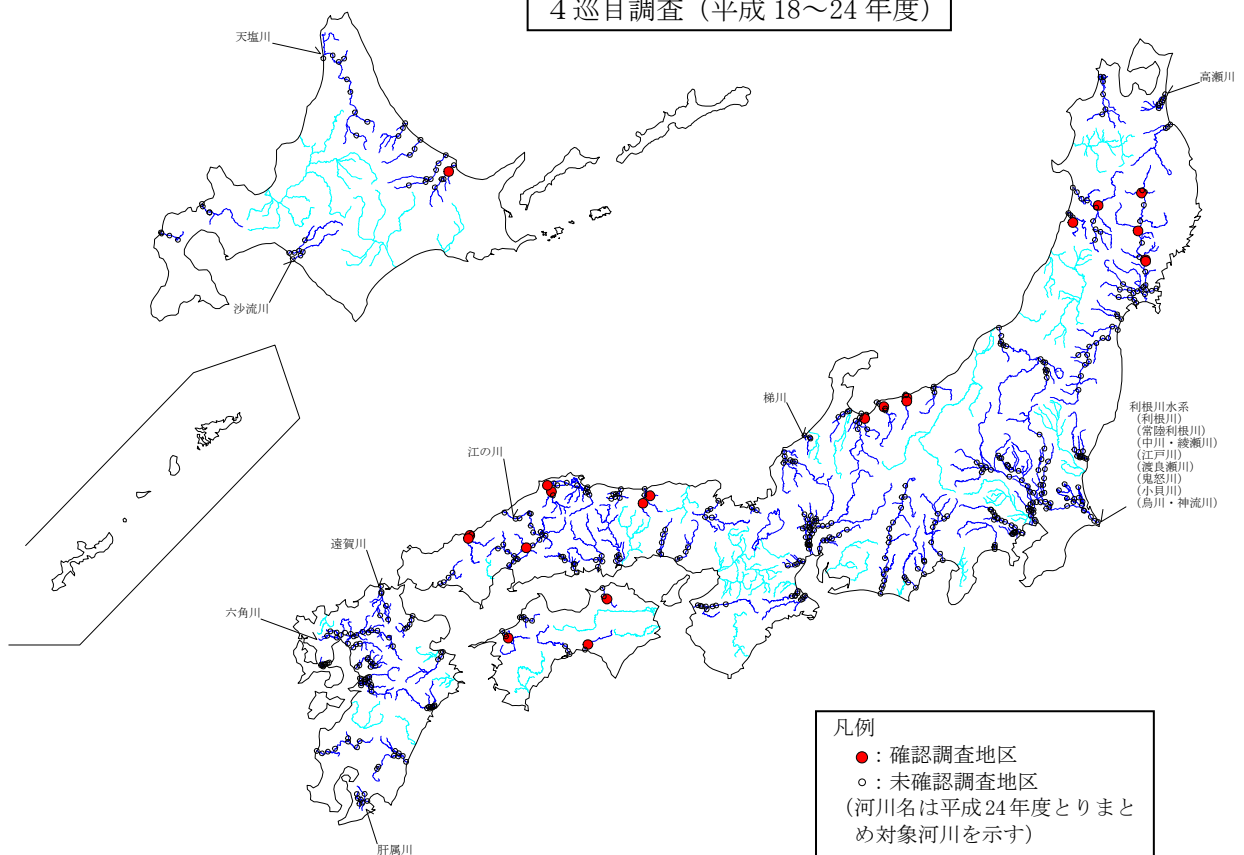 4巡目調査（平成 18～24 年度）
天塩川
高瀬川
沙流川
梯川
利根川水系
（利根川）
（常陸利根川）
（中川・綾瀬川）
（江戸川）
（渡良瀬川）
（鬼怒川）
（小貝川）
（烏川・神流川）
江の川
遠賀川
六角川
肝属川
凡例
：確認調査地区
：未確認調査地区
（河川名は平成24年度とりまと
め対象河川を示す）